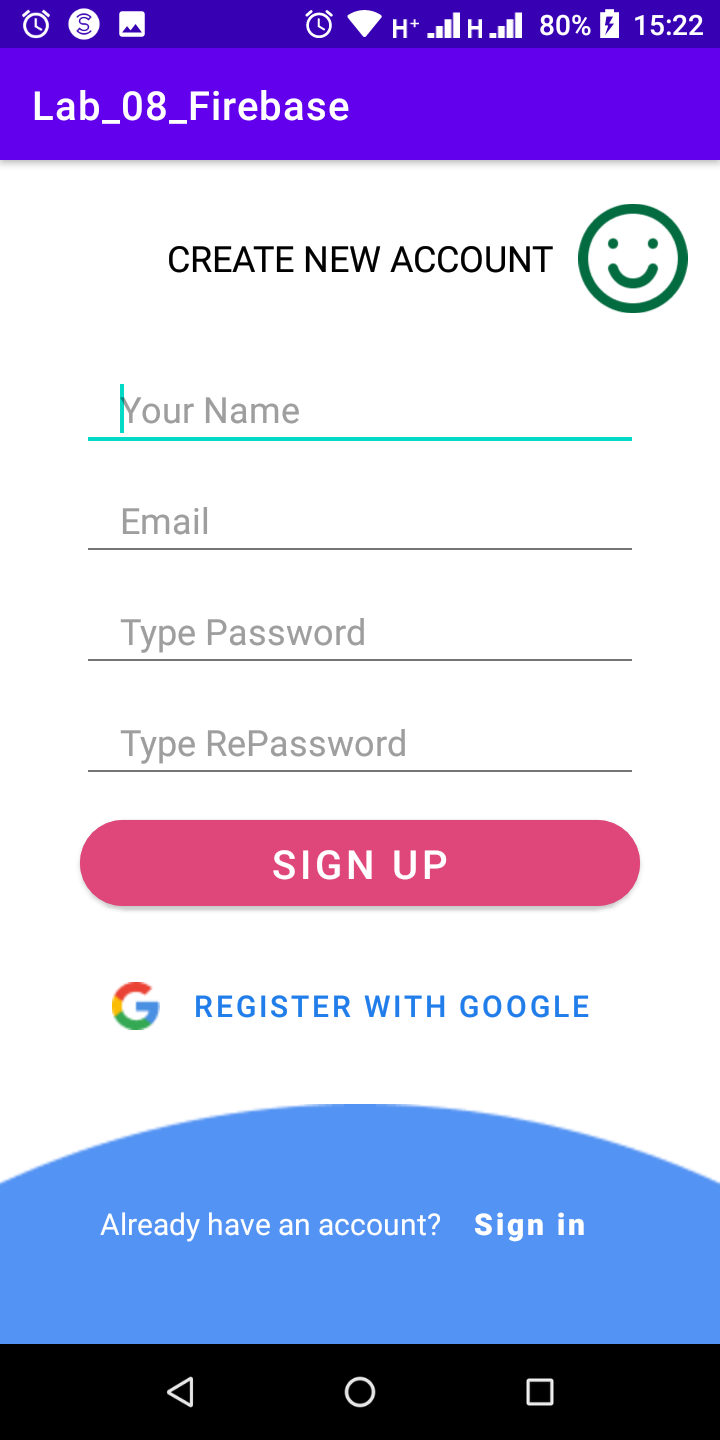 H+ H 80% 15:22
Lab_08_Firebase
CREATE NEW ACCOUNT
Your Name
Email
Type Password
Type RePassword
SIGN UP
REGISTER WITH GOOGLE
Already have an account? Sign in